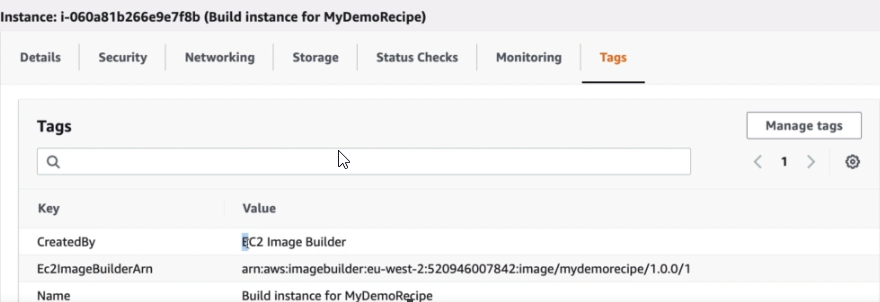 Instance: i-060a81b266e9e7f8b (Build instance for MyDemoRecipe)
Details Security Networking Storage Status Checks Monitoring Tags
Tags Manage tags
1
Key Value
CreatedBy EC2 Image Builder
Ec2ImageBuilderArn arn:aws:imagebuilder:eu-west-2:520946007842:image/mydemorecipe/1.0.0/1
Name Build instance for MyDemoRecipe